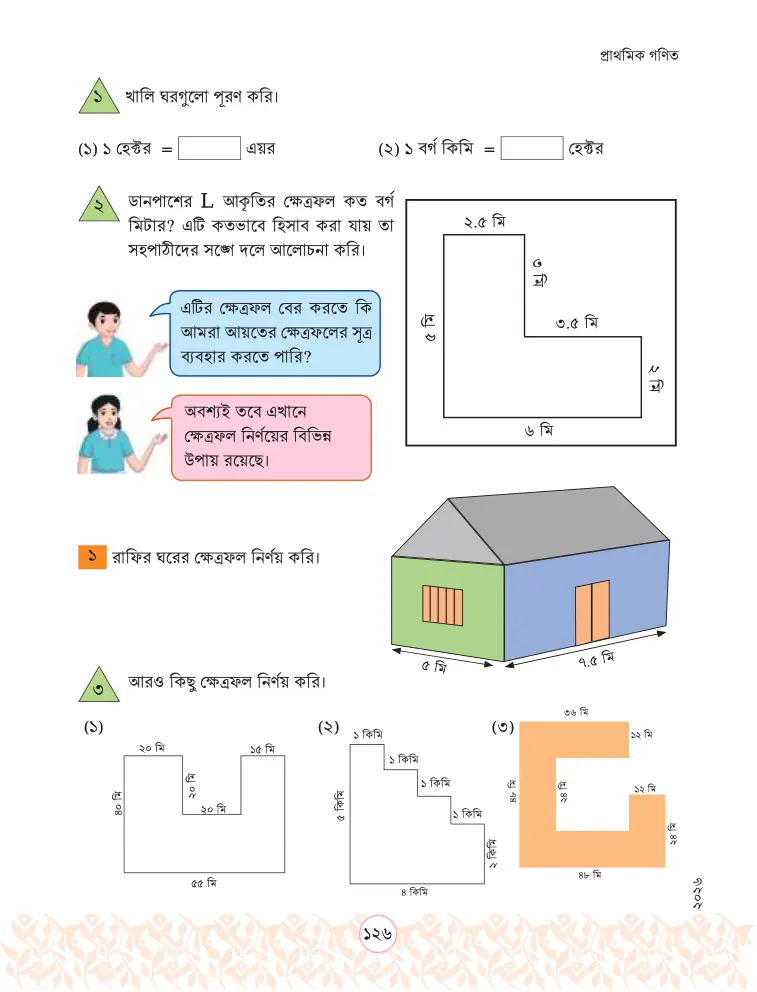 প্রাথমিক গণিত
১ খালি ঘরগুলো পূরণ করি।
(১) ১ হেক্টর = এয়র
(২) ১ বর্গ কিমি = হেক্টর
২ ডানপাশের L আকৃতির ক্ষেত্রফল কত বর্গ
মিটার? এটি কতভাবে হিসাব করা যায় তা
সহপাঠীদের সঙ্গে দলে আলোচনা করি।
২.৫ মি
৩ মি
৫ মি
৩.৫ মি
২ মি
৬ মি
এটির ক্ষেত্রফল বের করতে কি
আমরা আয়তের ক্ষেত্রফলের সূত্র
ব্যবহার করতে পারি?
অবশ্যই তবে এখানে
ক্ষেত্রফল নির্ণয়ের বিভিন্ন
উপায় রয়েছে।
১ রাফির ঘরের ক্ষেত্রফল নির্ণয় করি।
৫ মি
৭.৫ মি
৩ আরও কিছু ক্ষেত্রফল নির্ণয় করি।
(১)
২০ মি
১৫ মি
৪০ মি
২০ মি
২০ মি
৫৫ মি
(২)
১ কিমি
১ কিমি
১ কিমি
১ কিমি
৫ কিমি
২ কিমি
৪ কিমি
(৩)
৩৬ মি
১২ মি
৪৮ মি
২৪ মি
১২ মি
২৪ মি
৪৮ মি
২০২৬
১২৬